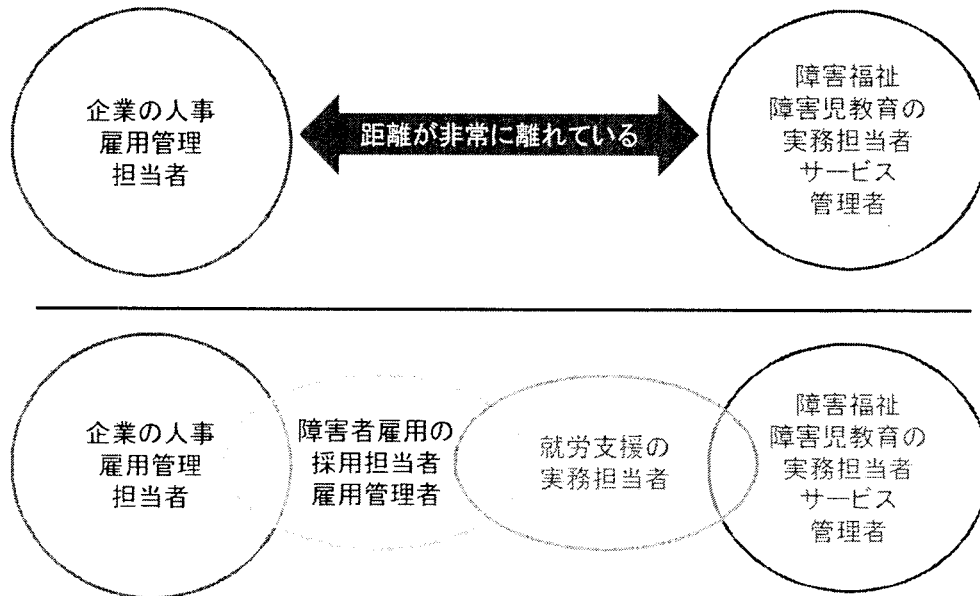 企業の人事
雇用管理
担当者
距離が非常に離れている
障害福祉
障害児教育の
実務担当者
サービス
管理者
企業の人事
雇用管理
担当者
障害者雇用の
採用担当者
雇用管理者
就労支援の
実務担当者
障害福祉
障害児教育の
実務担当者
サービス
管理者